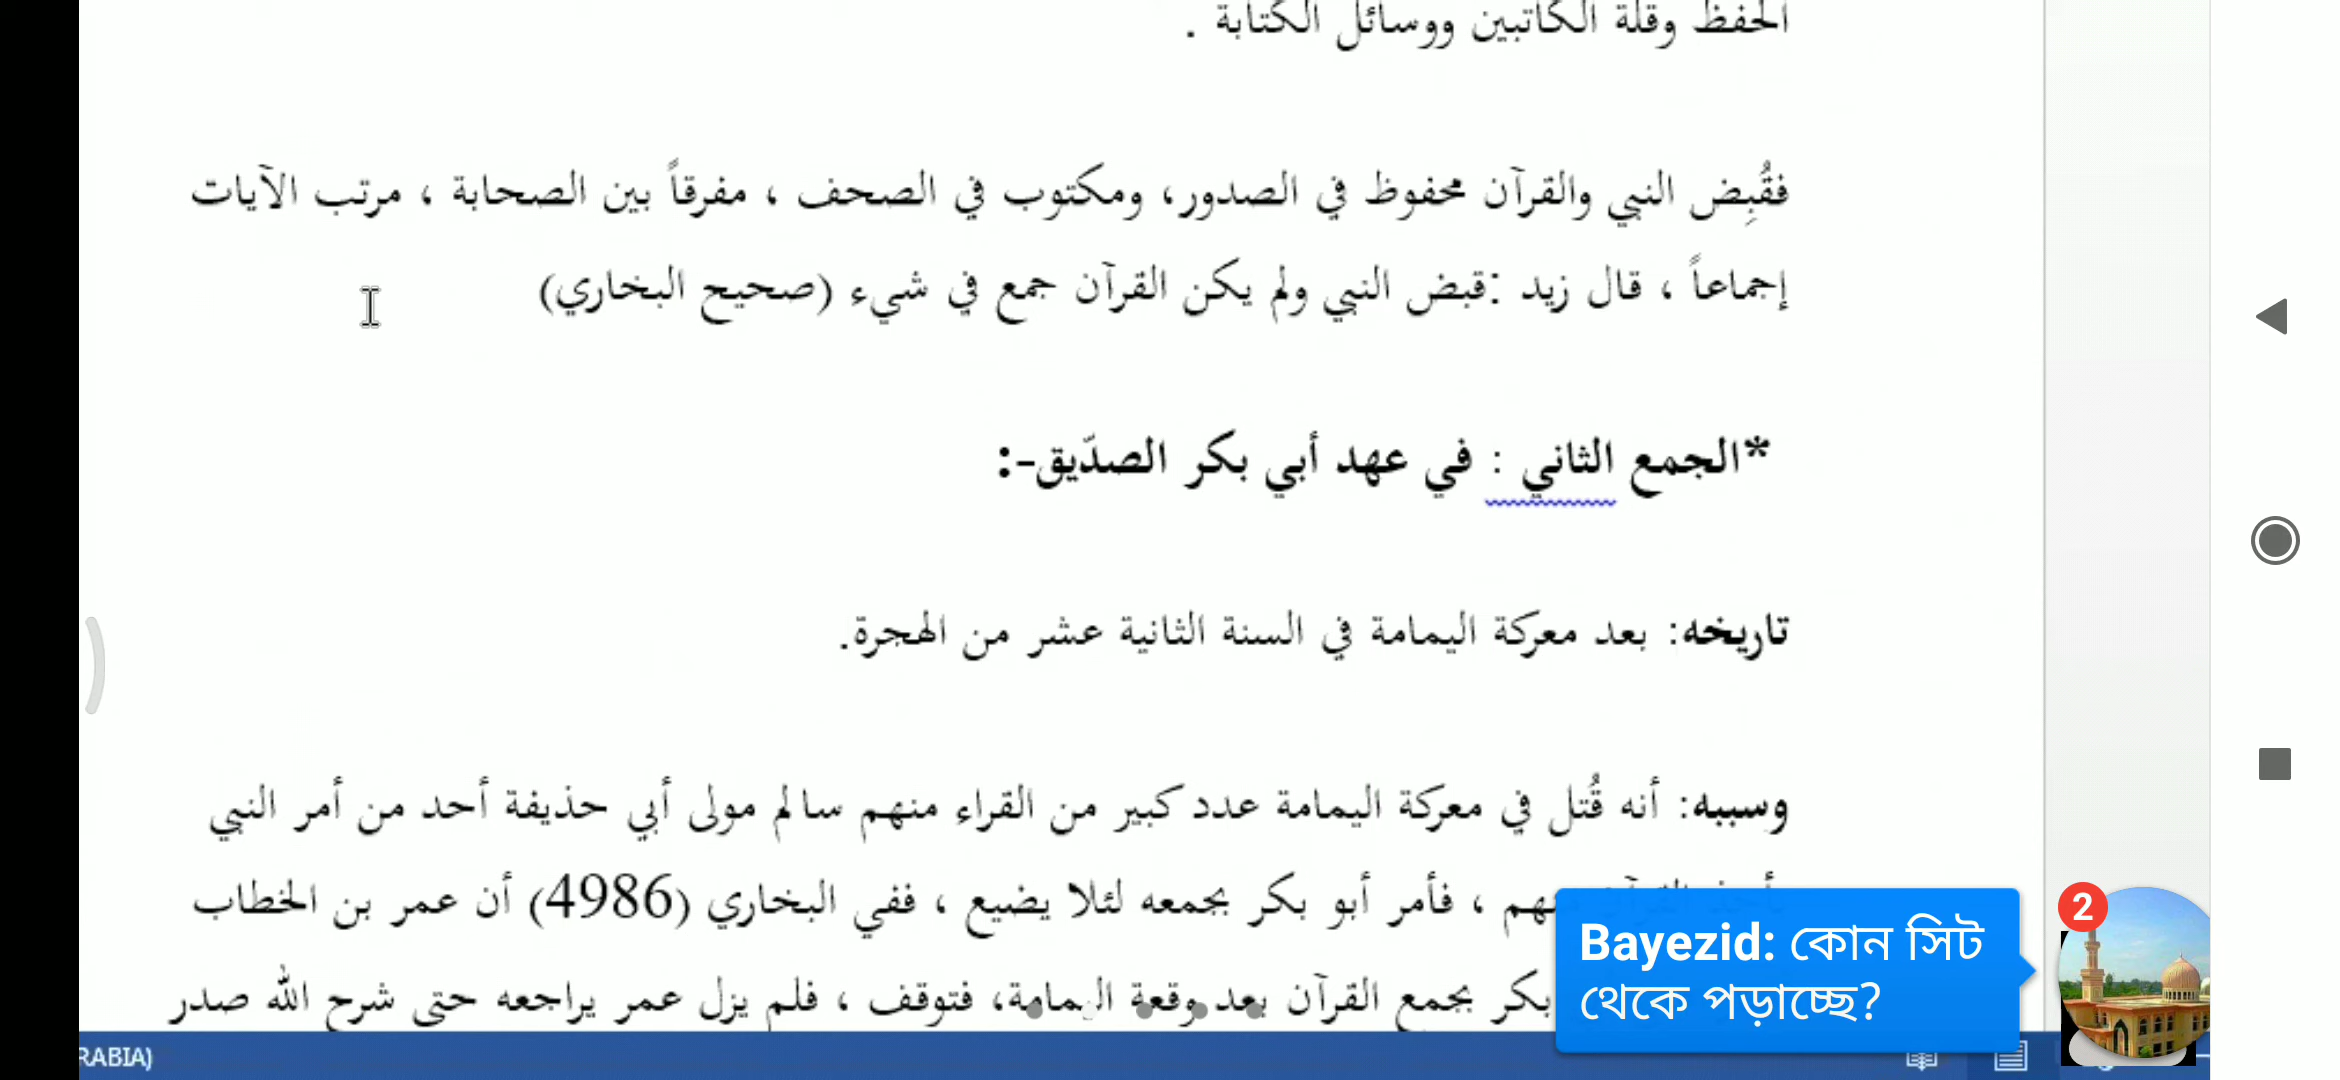 الحفظ وقلة الكاتبين ووسائل الكتابة .
فقُبِض النبي والقرآن محفوظ في الصدور، ومكتوب في الصحف ، مفرقاً بين الصحابة ، مرتب الآيات
إجماعاً ، قال زيد :قبض النبي ولم يكن القرآن جمع في شيء (صحيح البخاري)
*الجمع الثاني : في عهد أبي بكر الصدّيق-:
تاريخه: بعد معركة اليمامة في السنة الثانية عشر من الهجرة.
وسببه: أنه قُتل في معركة اليمامة عدد كبير من القراء منهم سالم مولى أبي حذيفة أحد من أمر النبي
، فأمر أبو بكر بجمعه لئلا يضيع ، ففي البخاري (4986) أن عمر بن الخطاب
بكر بجمع القرآن بعد وقعة اليمامة، فتوقف ، فلم يزل عمر يراجعه حتى شرح الله صدر
Bayezid: কোন সিট
থেকে পড়াচ্ছে?
2
RABIA)